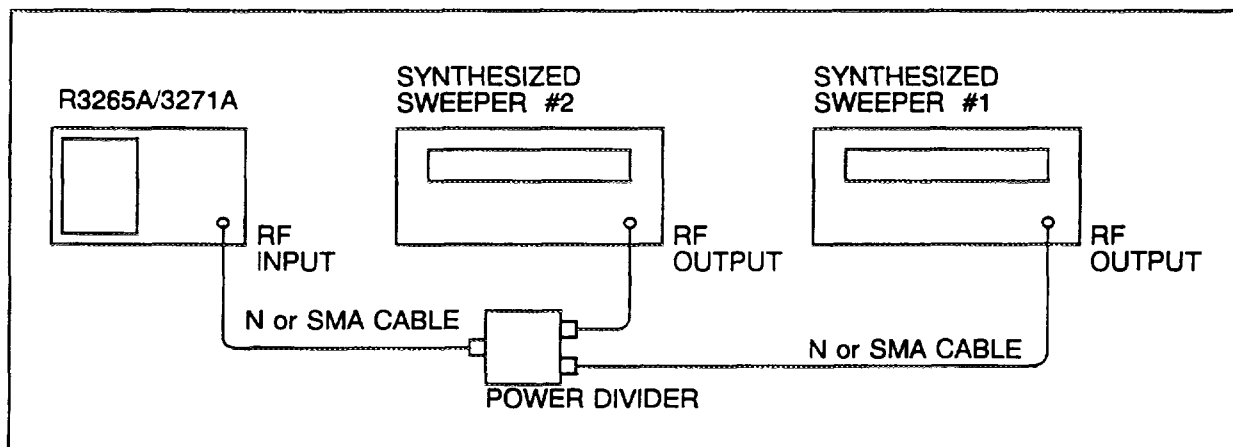 R3265A/3271A
SYNTHESIZED
SWEEPER #2
SYNTHESIZED
SWEEPER #1
RF
INPUT
RF
OUTPUT
RF
OUTPUT
N or SMA CABLE
N or SMA CABLE
POWER DIVIDER